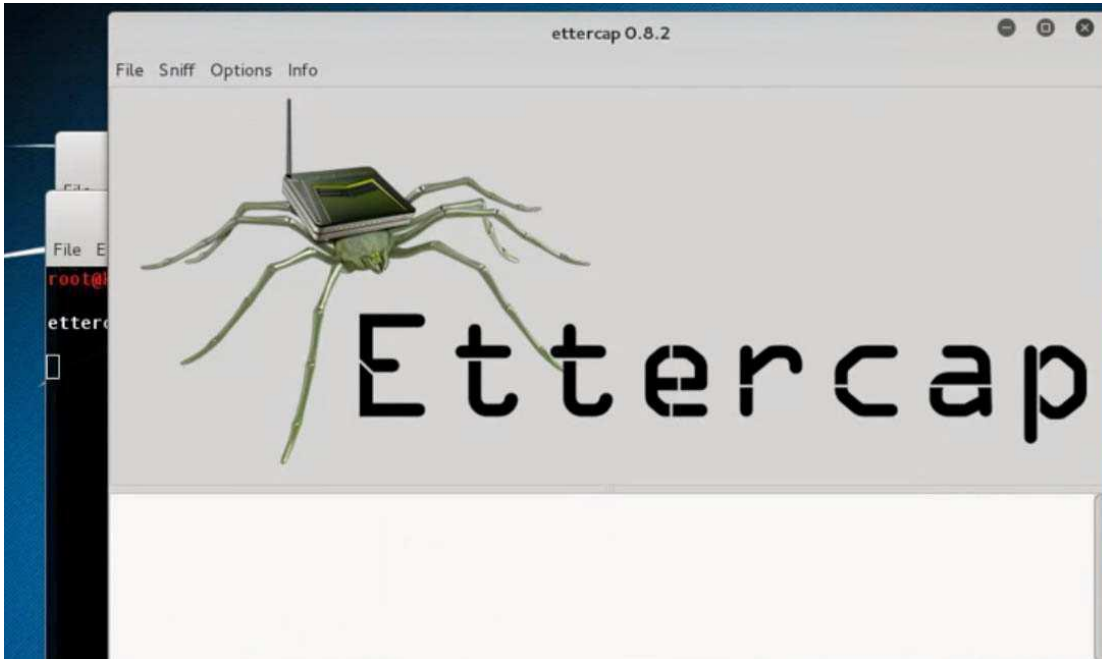 ettercap 0.8.2
File Sniff Options Info
File E
root@
etterc
Ettercap